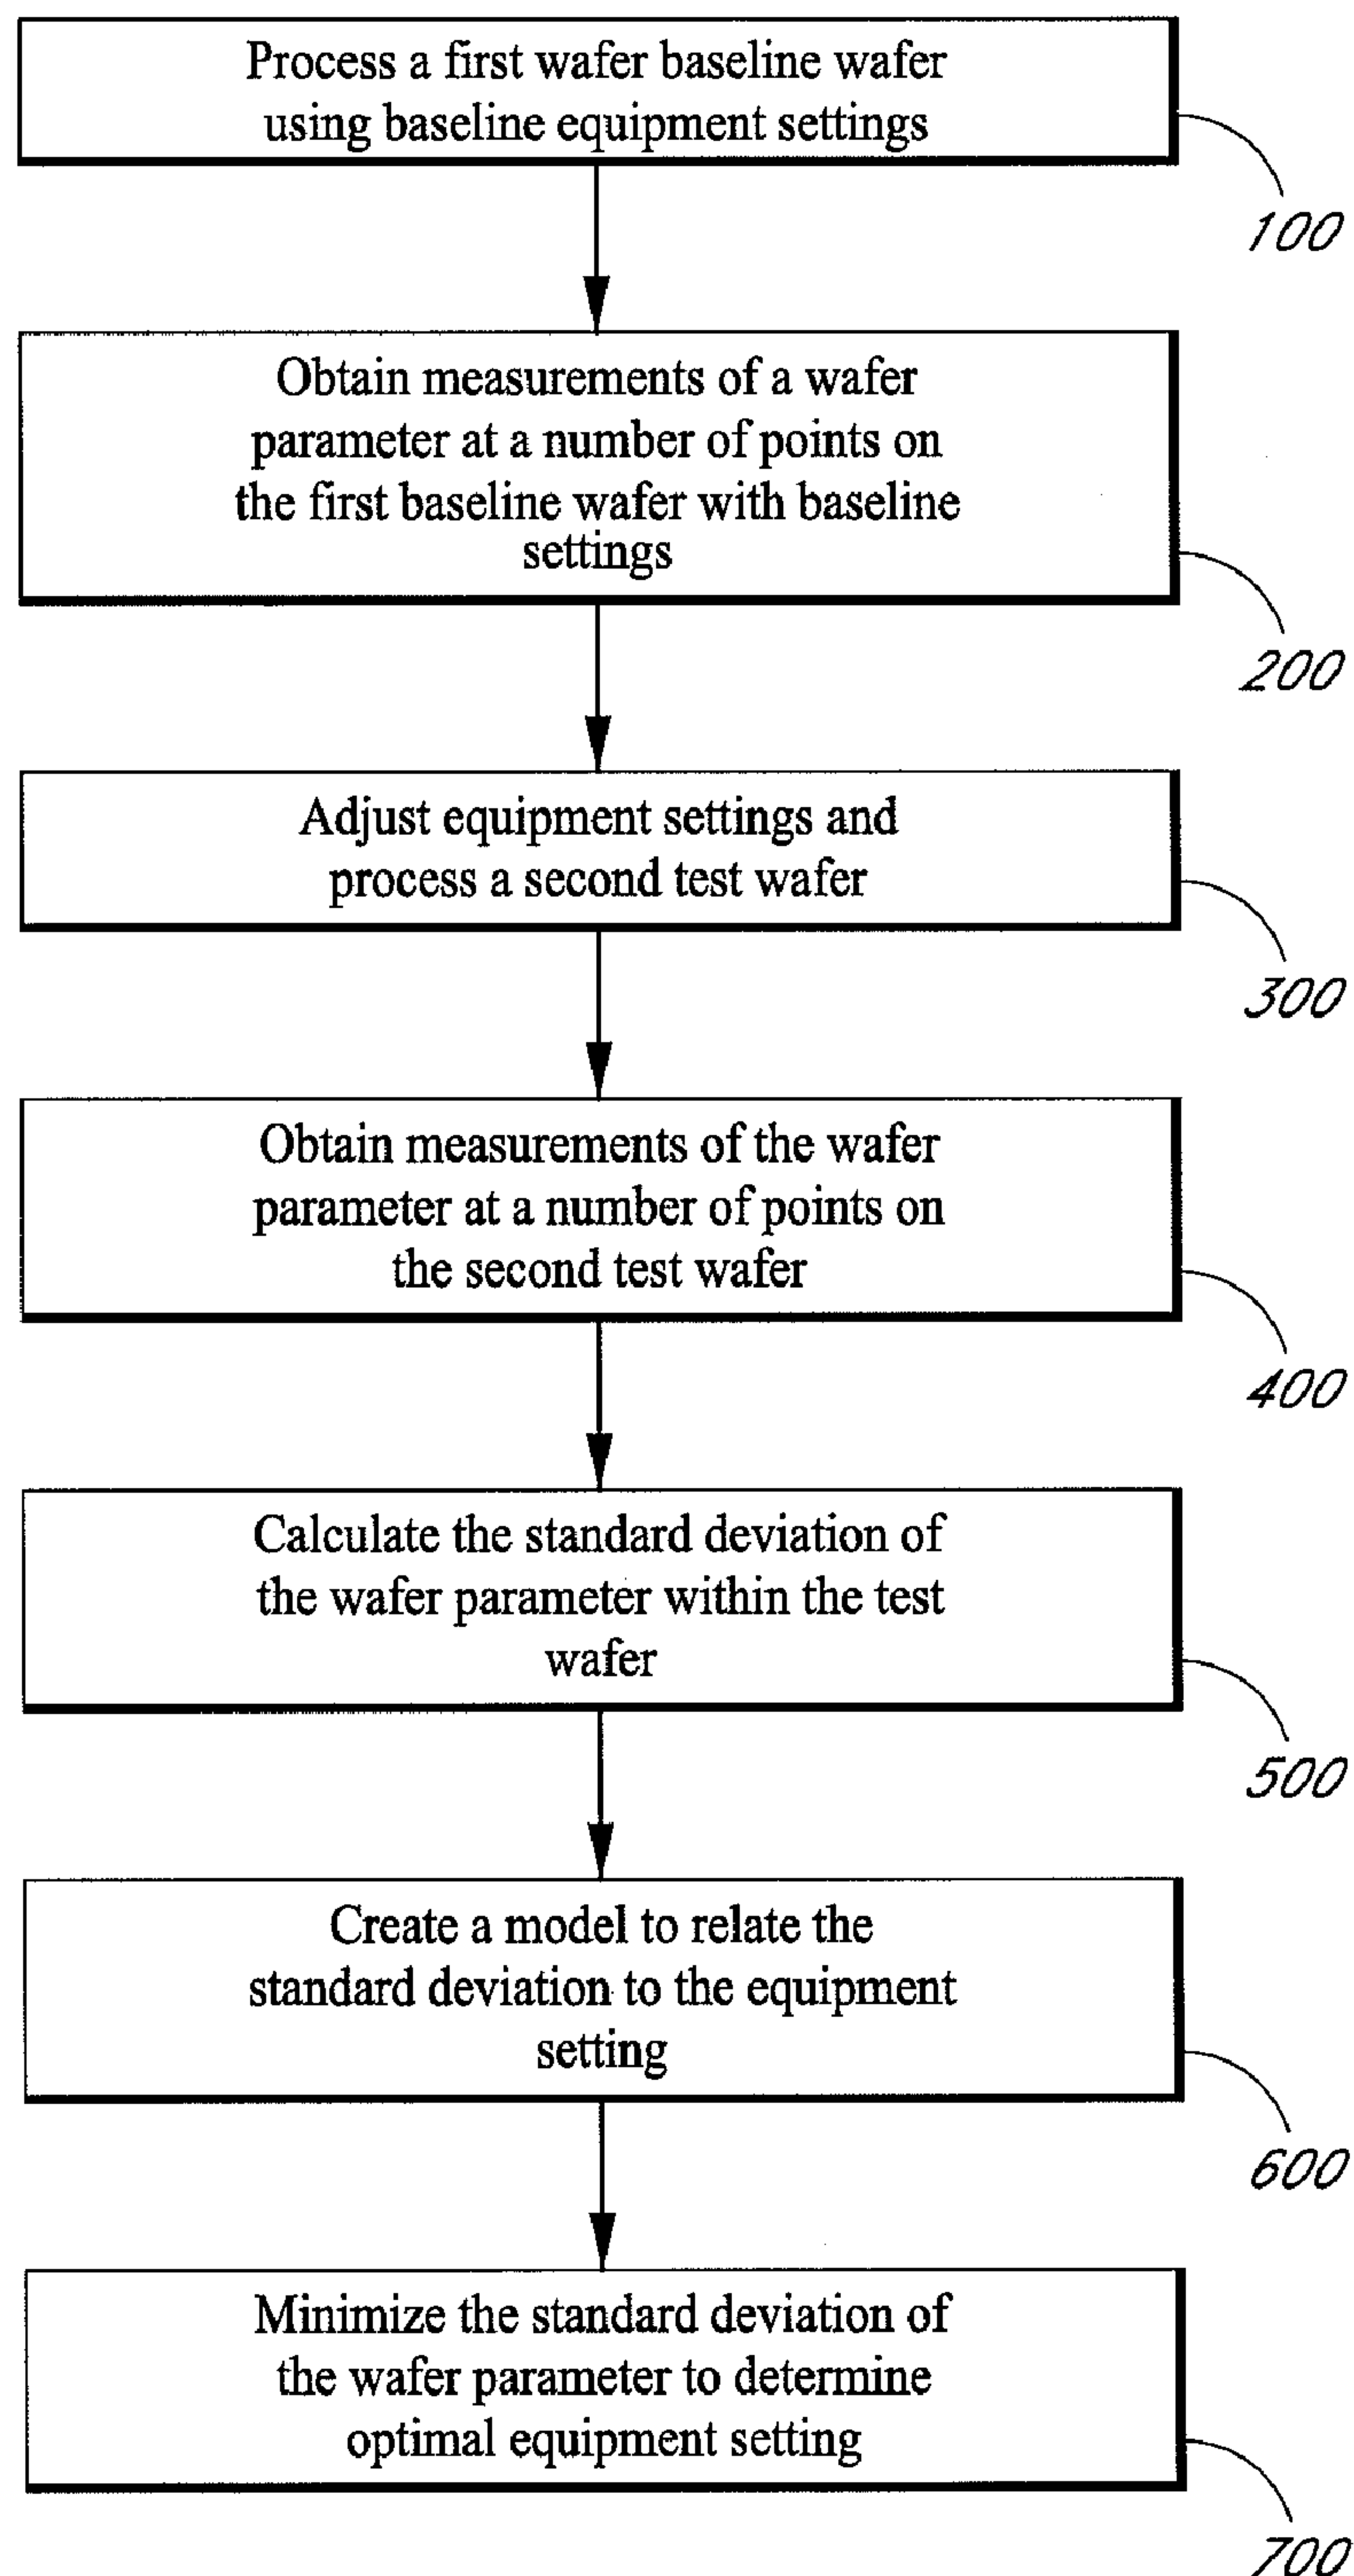 Process a first wafer baseline wafer
using baseline equipment settings
100
Obtain measurements of a wafer
parameter at a number of points on
the first baseline wafer with baseline
settings
200
Adjust equipment settings and
process a second test wafer
300
Obtain measurements of the wafer
parameter at a number of points on
the second test wafer
400
Calculate the standard deviation of
the wafer parameter within the test
wafer
500
Create a model to relate the
standard deviation to the equipment
setting
600
Minimize the standard deviation of
the wafer parameter to determine
optimal equipment setting
700